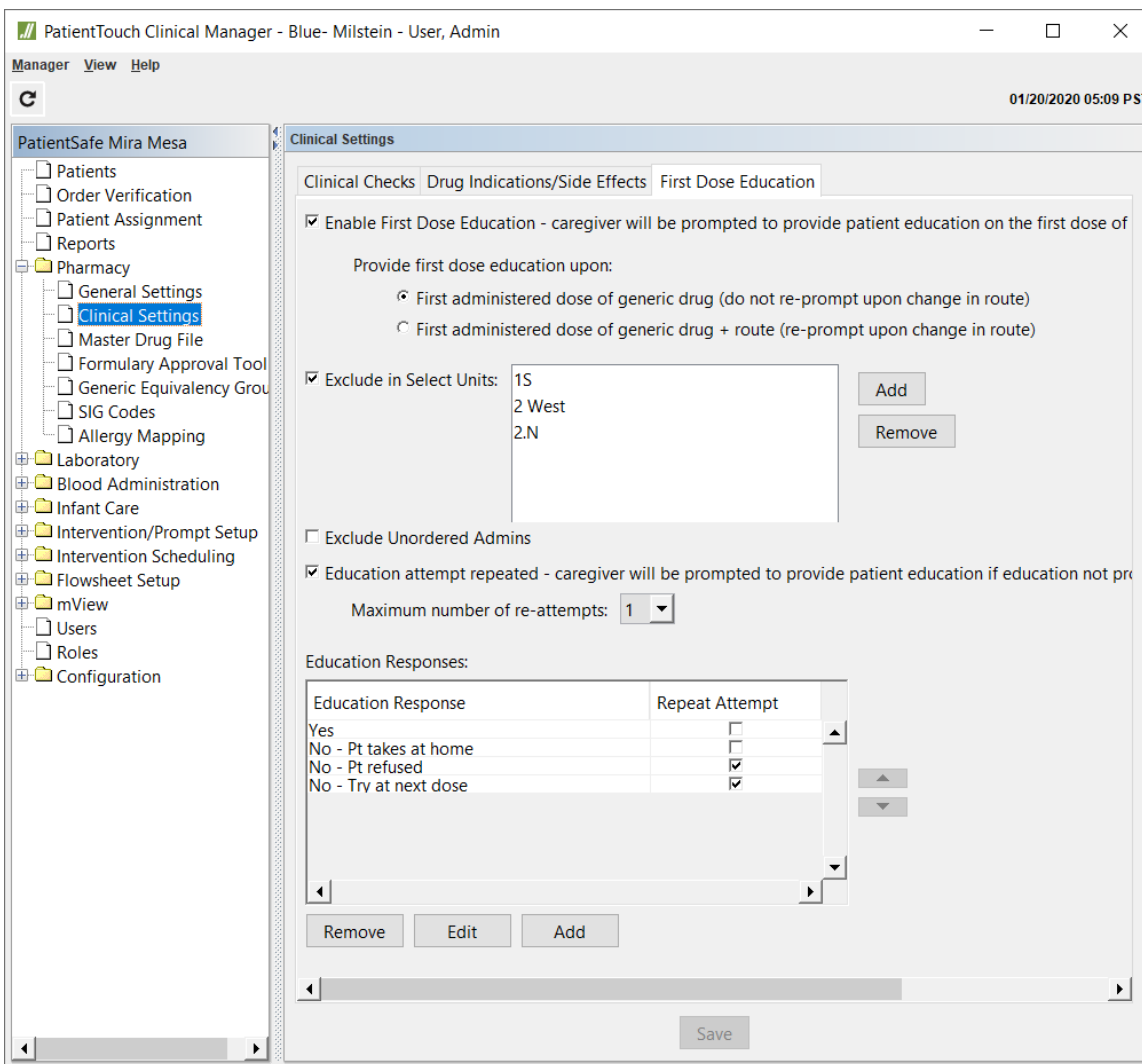 PatientTouch Clinical Manager - Blue- Milstein - User, Admin
Manager View Help
01/20/2020 05:09 PS
PatientSafe Mira Mesa
Patients
Order Verification
Patient Assignment
Reports
Pharmacy
General Settings
Clinical Settings
Master Drug File
Formulary Approval Tool
Generic Equivalency Grou
SIG Codes
Allergy Mapping
Laboratory
Blood Administration
Infant Care
Intervention/Prompt Setup
Intervention Scheduling
Flowsheet Setup
mView
Users
Roles
Configuration
Clinical Settings
Clinical Checks Drug Indications/Side Effects First Dose Education
Enable First Dose Education - caregiver will be prompted to provide patient education on the first dose of
Provide first dose education upon:
First administered dose of generic drug (do not re-prompt upon change in route)
First administered dose of generic drug + route (re-prompt upon change in route)
Exclude in Select Units:
1S
2 West
2.N
Add
Remove
Exclude Unordered Admins
Education attempt repeated - caregiver will be prompted to provide patient education if education not pro
Maximum number of re-attempts: 1
Education Responses:
Education Response Repeat Attempt
Yes
No - Pt takes at home
No - Pt refused
No - Try at next dose
Remove Edit Add
Save